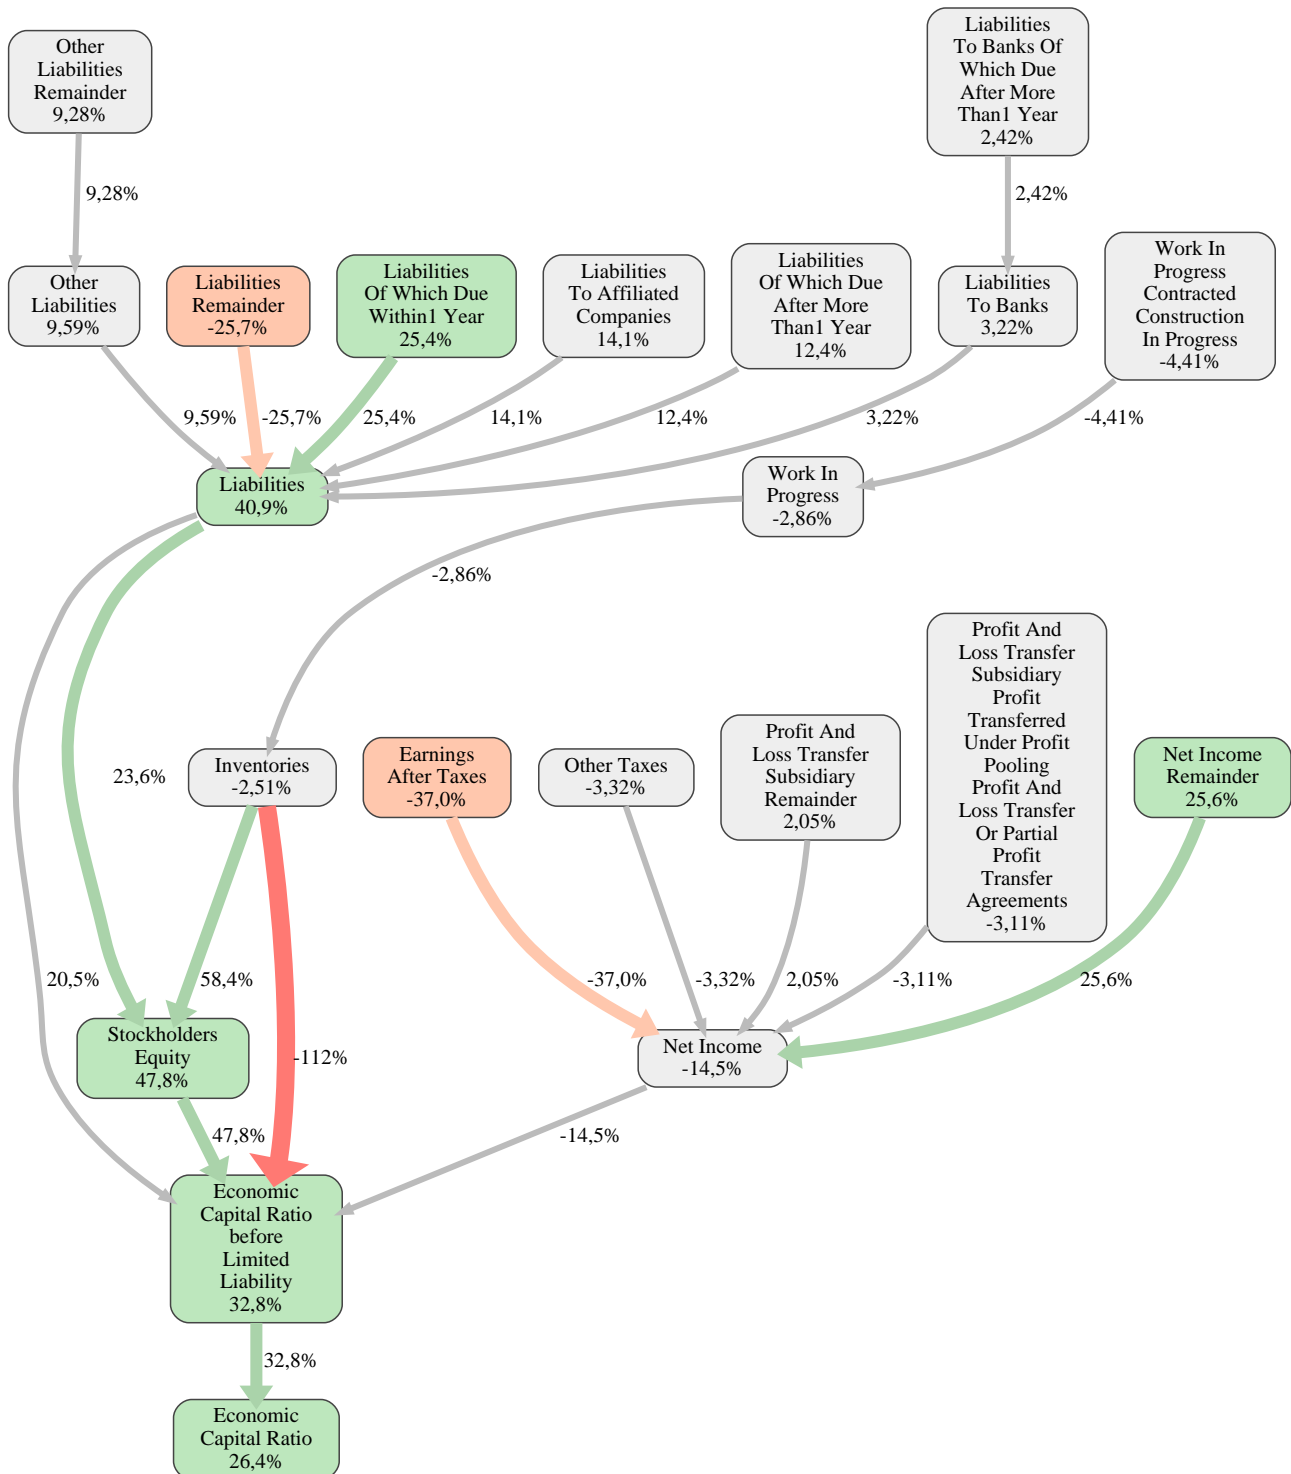 Other
Liabilities
Remainder
9,28%
Liabilities
To Banks Of
Which Due
After More
Than1 Year
2,42%
9,28%
2,42%
Other
Liabilities
9,59%
Liabilities
Remainder
-25,7%
Liabilities
Of Which Due
Within1 Year
25,4%
Liabilities
To Affiliated
Companies
14,1%
Liabilities
Of Which Due
After More
Than1 Year
12,4%
Liabilities
To Banks
3,22%
Work In
Progress
Contracted
Construction
In Progress
-4,41%
9,59%
-25,7%
25,4%
14,1%
12,4%
3,22%
-4,41%
Liabilities
40,9%
Work In
Progress
-2,86%
-2,86%
Profit And
Loss Transfer
Subsidiary
Profit
Transferred
Under Profit
Pooling
Profit And
Loss Transfer
Or Partial
Profit
Transfer
Agreements
-3,11%
23,6%
Inventories
-2,51%
Earnings
After Taxes
-37,0%
Other Taxes
-3,32%
Profit And
Loss Transfer
Subsidiary
Remainder
2,05%
Net Income
Remainder
25,6%
20,5%
58,4%
-37,0%
-3,32%
2,05%
-3,11%
25,6%
Stockholders
Equity
47,8%
-112%
Net Income
-14,5%
47,8%
-14,5%
Economic
Capital Ratio
before
Limited
Liability
32,8%
32,8%
Economic
Capital Ratio
26,4%